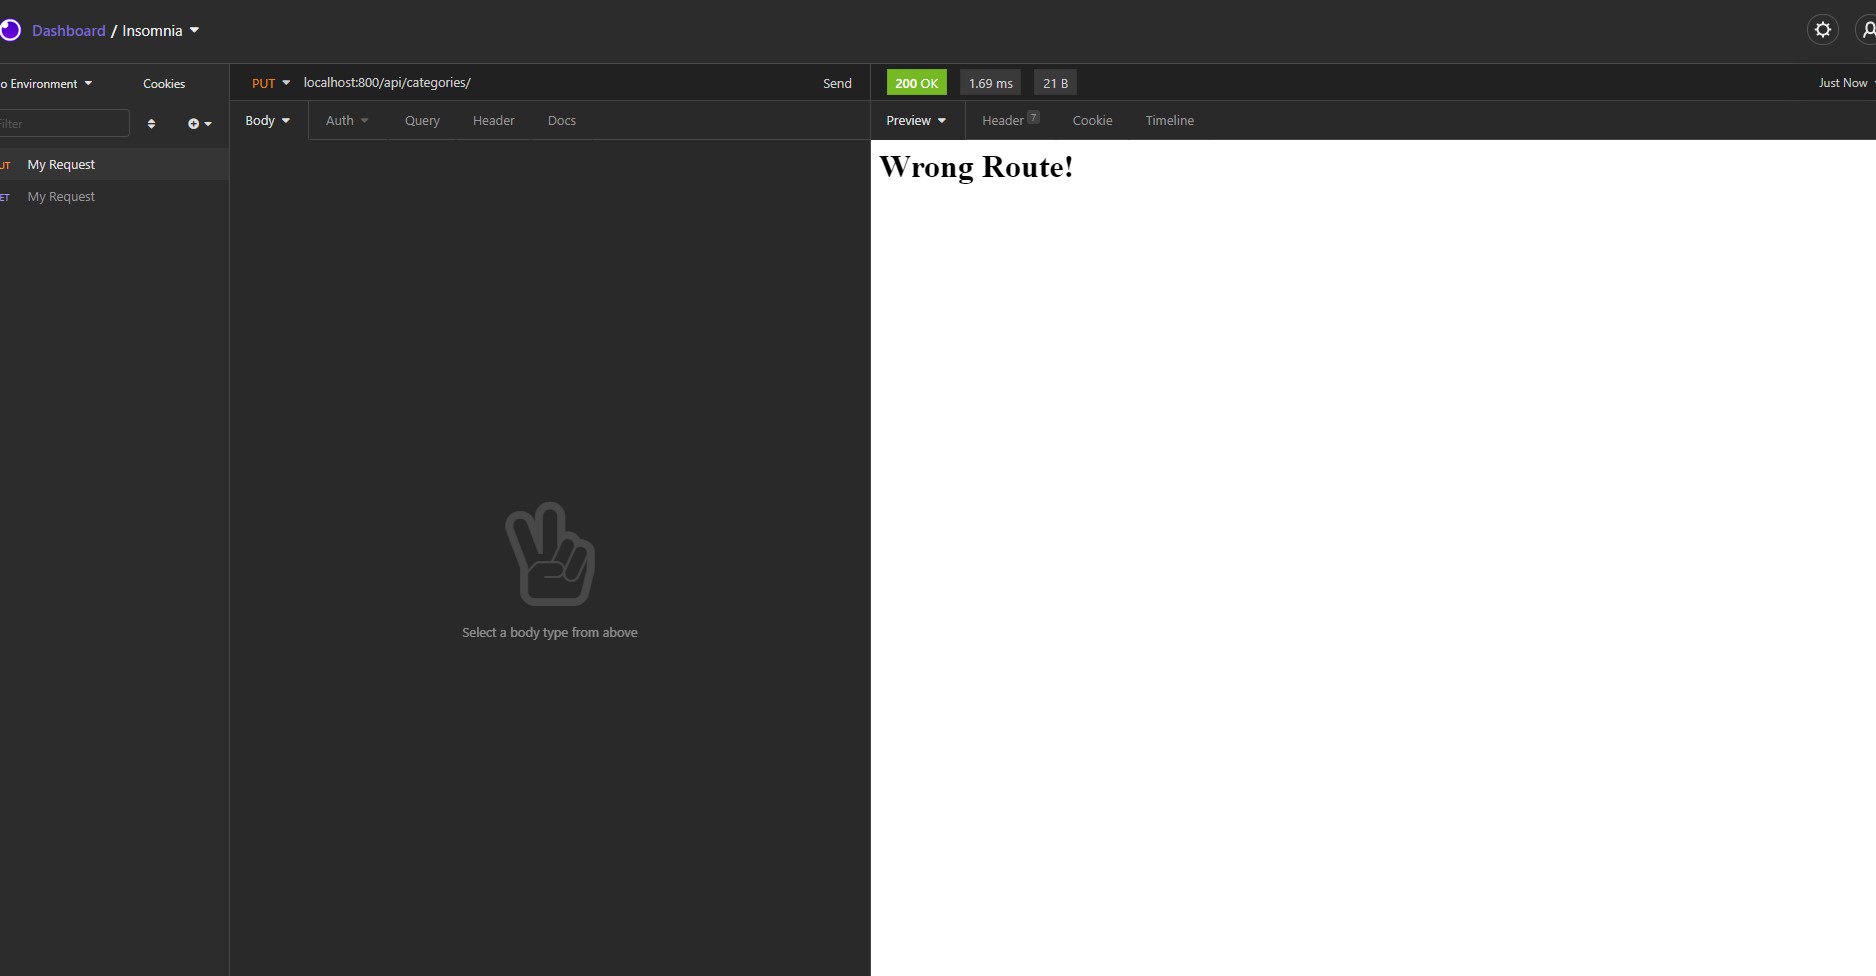 Dashboard / Insomnia
o Environment Cookies
PUT localhost:800/api/categories/ Send
200 OK 1.69 ms 21 B Just Now
Filter
Body Auth Query Header Docs
Preview Header 7 Cookie Timeline
UT My Request
ET My Request
Wrong Route!
Select a body type from above